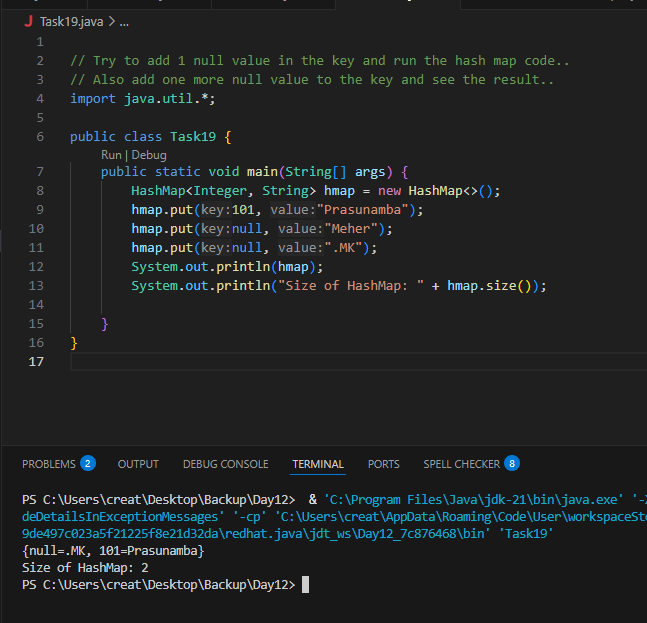 Task19.java > ...
1
2 // Try to add 1 null value in the key and run the hash map code..
3 // Also add one more null value to the key and see the result..
4 import java.util.*;
5
6 public class Task19 {
Run | Debug
7 public static void main(String[] args) {
8 HashMap<Integer, String> hmap = new HashMap<>();
9 hmap.put(key:101, value:"Prasunamba");
10 hmap.put(key:null, value:"Meher");
11 hmap.put(key:null, value:".MK");
12 System.out.println(hmap);
13 System.out.println("Size of HashMap: " + hmap.size());
14
15 }
16 }
17
PROBLEMS 2 OUTPUT DEBUG CONSOLE TERMINAL PORTS SPELL CHECKER 8
PS C:\Users\creat\Desktop\Backup\Day12> & 'C:\Program Files\Java\jdk-21\bin\java.exe' '-X
deDetailsInExceptionMessages' '-cp' 'C:\Users\creat\AppData\Roaming\Code\User\workspaceSto
9de497c023a5f21225f8e21d32da\redhat.java\jdt_ws\Day12_7c876468\bin' 'Task19'
{null=.MK, 101=Prasunamba}
Size of HashMap: 2
PS C:\Users\creat\Desktop\Backup\Day12>